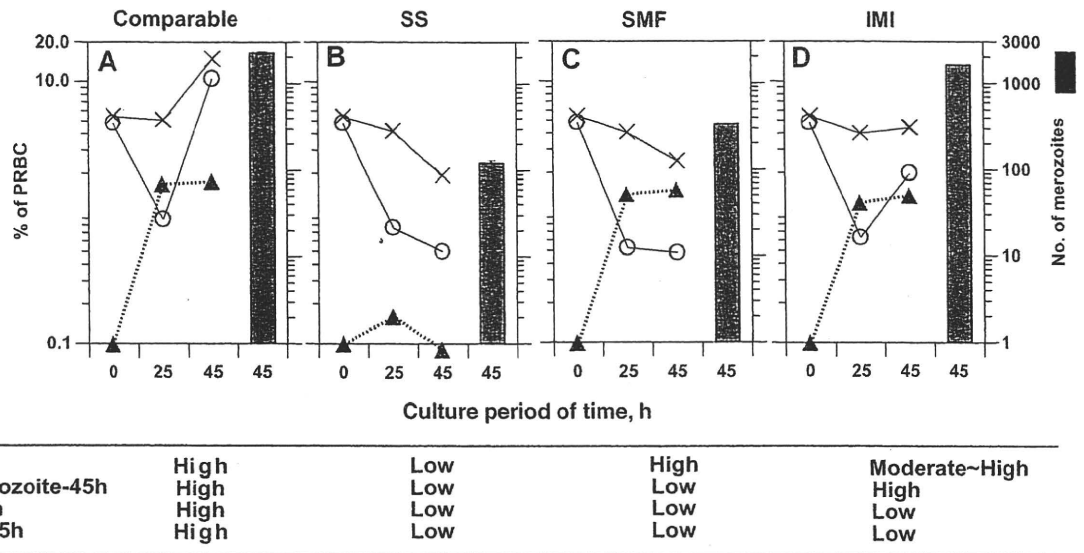 Comparable SS SMF IMI
20.0 A B C D 3000
10.0 1000
100
10
0.1 1
% of PRBC
No. of merozoites
0 25 45 45 0 25 45 45 0 25 45 45 0 25 45 45
Culture period of time, h
High Low High Moderate~High
ozoite-45h High Low Low High
High Low Low Low
5h High Low Low Low